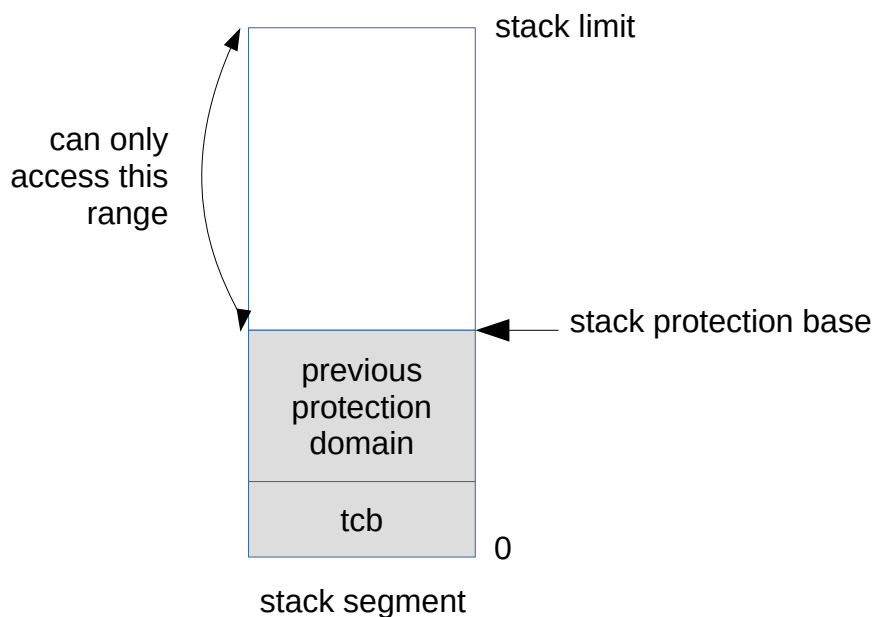 stack limit
can only
access this
range
stack protection base
previous
protection
domain
tcb
0
stack segment